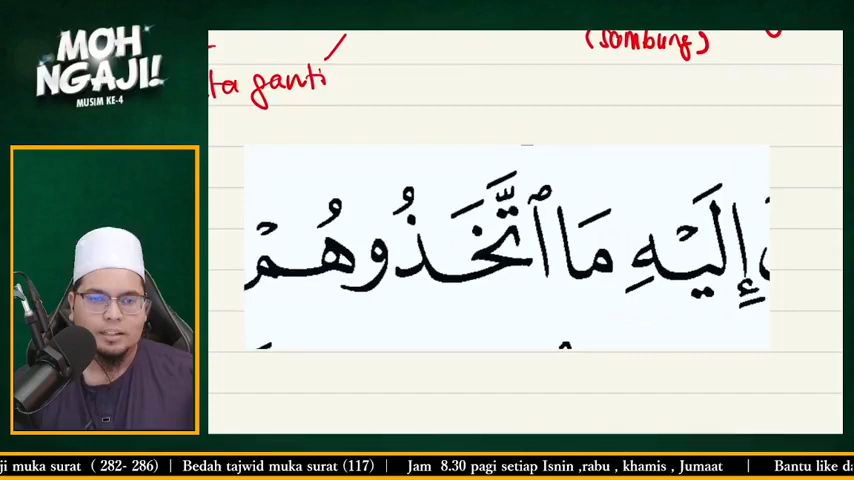 MOH
NGAJI!
MUSIM KE-4
(sambung)
ta ganti
إِلَيْهِ مَا ٱتَّخَذُوهُمْ
ji muka surat ( 282- 286) | Bedah tajwid muka surat (117) | Jam 8.30 pagi setiap Isnin ,rabu , khamis , Jumaat | Bantu like da